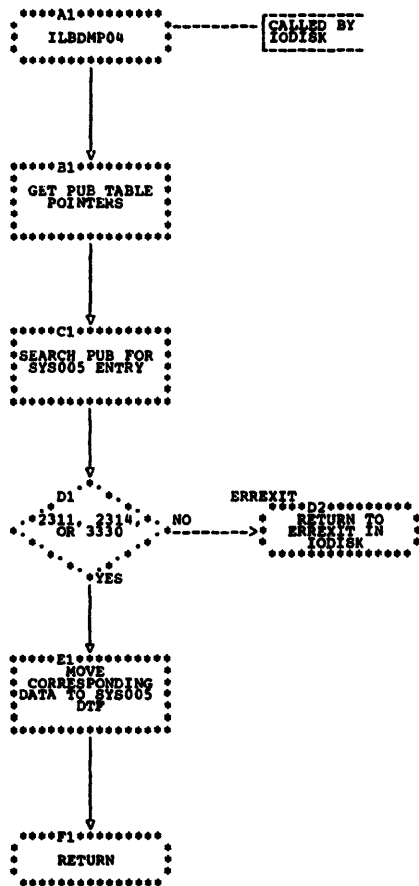 A1
ILBDMP04
CALLED BY
IODISK
B1
GET PUB TABLE
POINTERS
C1
SEARCH PUB FOR
SYS005 ENTRY
D1
2311, 2314,
OR 3330
NO
ERREXIT
D2
RETURN TO
ERREXIT IN
IODISK
YES
E1
MOVE
CORRESPONDING
DATA TO SYS005
DTF
F1
RETURN